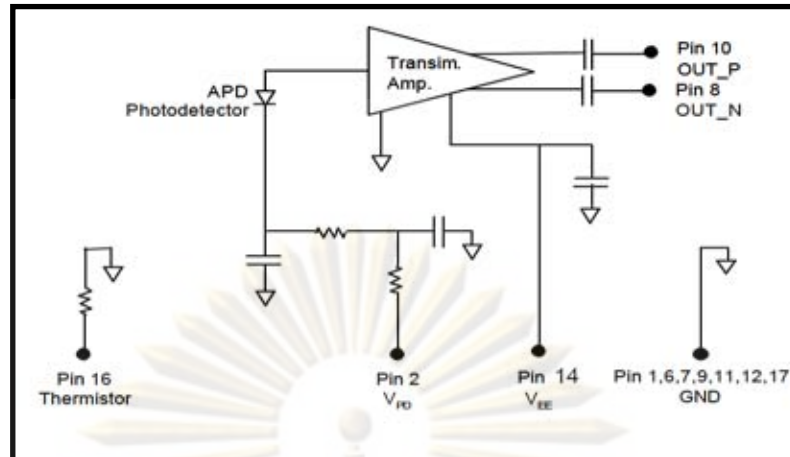 Pin 10
OUT_P
Pin 8
OUT_N
Transim.
Amp.
APD
Photodetector
Pin 16
Thermistor
Pin 2
VPD
Pin 14
VEE
Pin 1,6,7,9,11,12,17
GND